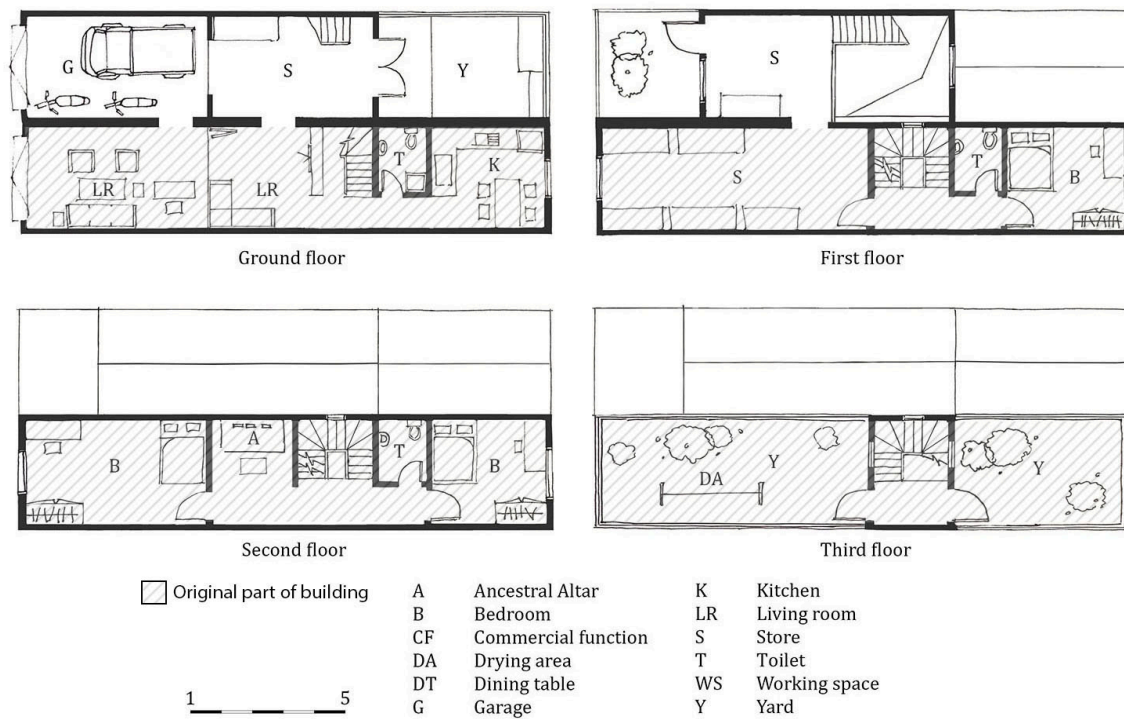 G
S
Y
LR
LR
T
K
Ground floor
S
S
T
B
First floor
B
A
T
B
Second floor
DA
Y
Y
Third floor
Original part of building
A Ancestral Altar
B Bedroom
CF Commercial function
DA Drying area
DT Dining table
G Garage
K Kitchen
LR Living room
S Store
T Toilet
WS Working space
Y Yard
1 5